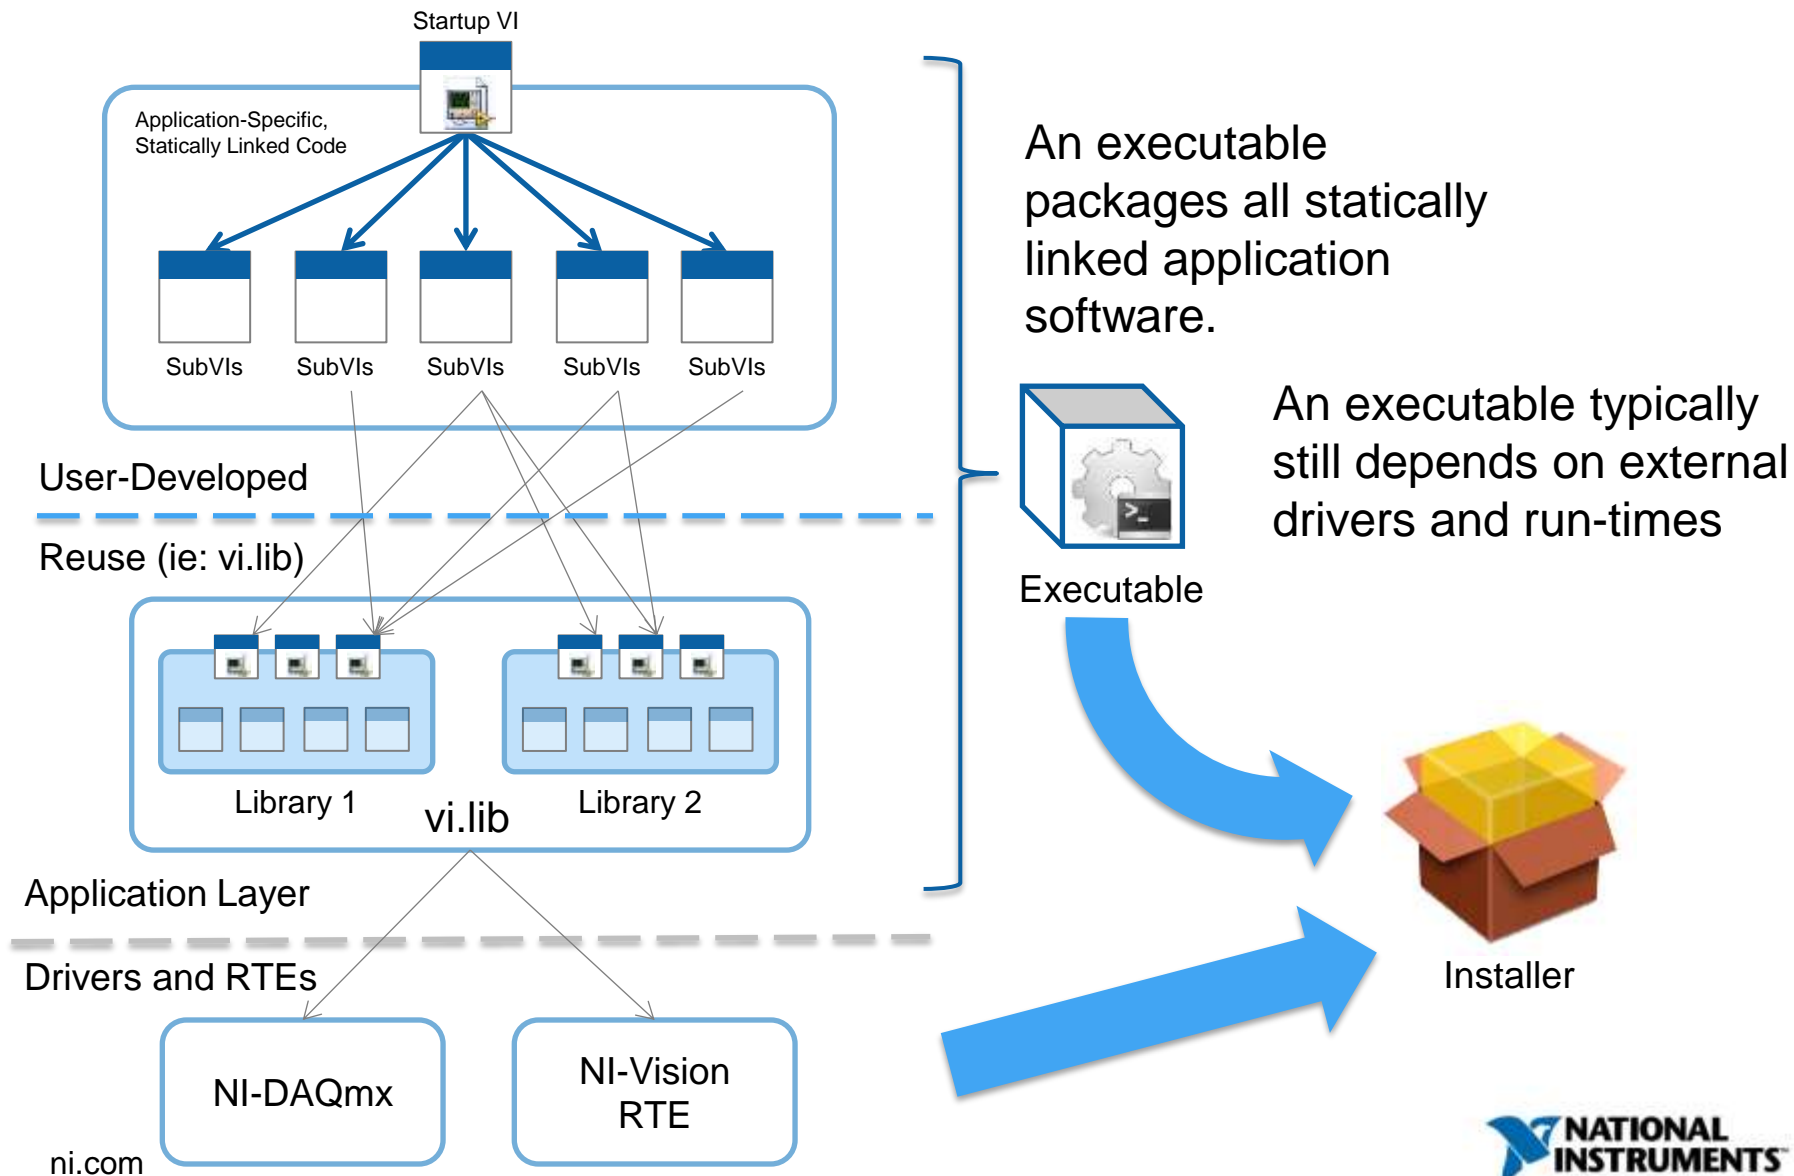 Startup VI
Application-Specific,
Statically Linked Code
SubVIs SubVIs SubVIs SubVIs SubVIs
User-Developed
Reuse (ie: vi.lib)
Library 1
vi.lib
Library 2
Application Layer
Drivers and RTEs
NI-DAQmx
NI-Vision
RTE
ni.com
An executable
packages all statically
linked application
software.
>_
Executable
An executable typically
still depends on external
drivers and run-times
Installer
NATIONAL
INSTRUMENTS™